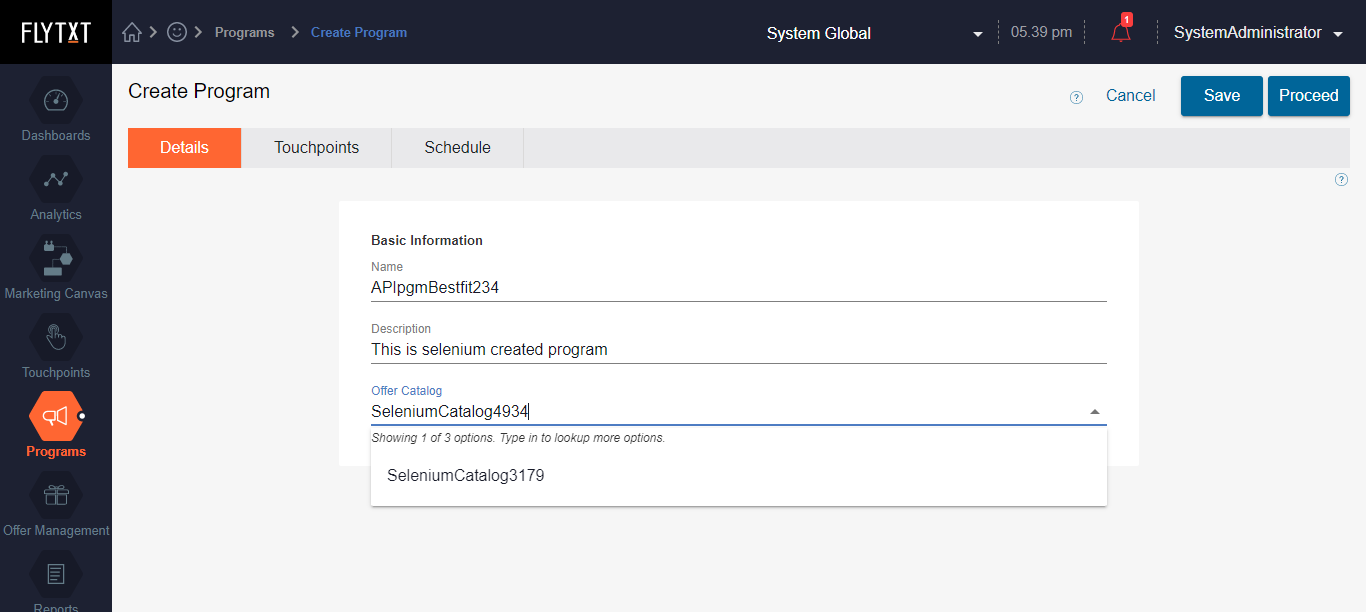 FLYTXT
Programs
Create Program
System Global
05.39 pm
1
SystemAdministrator
Create Program
?
Cancel
Save
Proceed
Details
Touchpoints
Schedule
?
Dashboards
Analytics
Marketing Canvas
Touchpoints
Programs
Offer Management
Reports
Basic Information
Name
APIpgmBestfit234
Description
This is selenium created program
Offer Catalog
SeleniumCatalog4934
Showing 1 of 3 options. Type in to lookup more options.
SeleniumCatalog3179